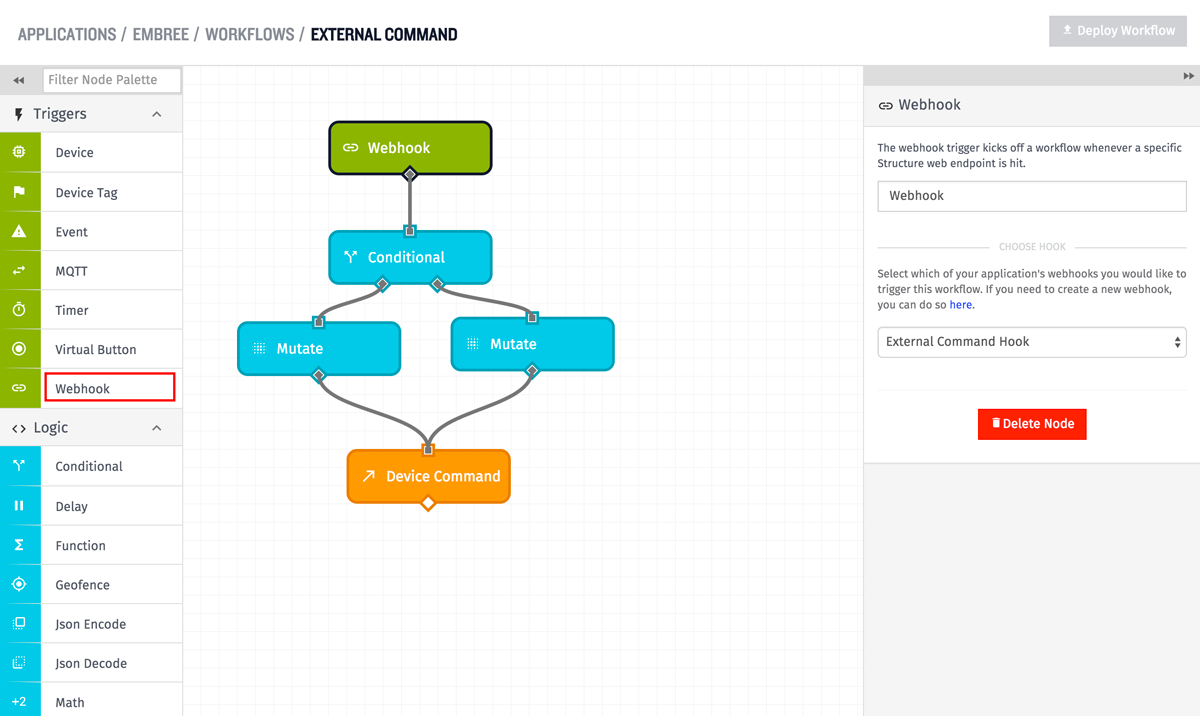 APPLICATIONS / EMBREE / WORKFLOWS / EXTERNAL COMMAND
Deploy Workflow
Filter Node Palette
Triggers
Device
Device Tag
Event
MQTT
Timer
Virtual Button
Webhook
Logic
Conditional
Delay
Function
Geofence
Json Encode
Json Decode
+2 Math
Webhook
Conditional
Mutate
Mutate
Device Command
Webhook
The webhook trigger kicks off a workflow whenever a specific
Structure web endpoint is hit.
Webhook
CHOOSE HOOK
Select which of your application's webhooks you would like to
trigger this workflow. If you need to create a new webhook,
you can do so here.
External Command Hook
Delete Node